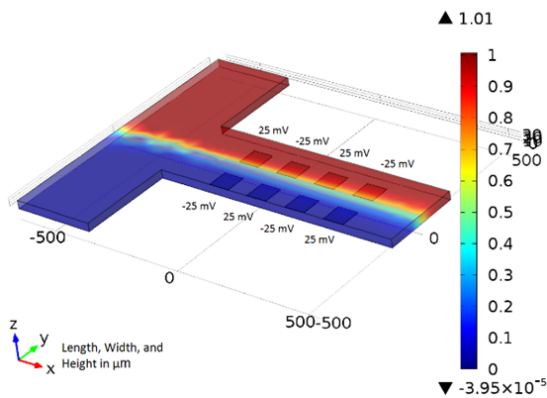 ▲ 1.01
1
0.9
0.8
0.7
0.6
0.5
0.4
0.3
0.2
0.1
0
▼ -3.95×10⁻⁵
500
0
25 mV
-25 mV
25 mV
-25 mV
-25 mV
25 mV
-25 mV
25 mV
-500
0
500-500
z
y
x
Length, Width, and
Height in μm